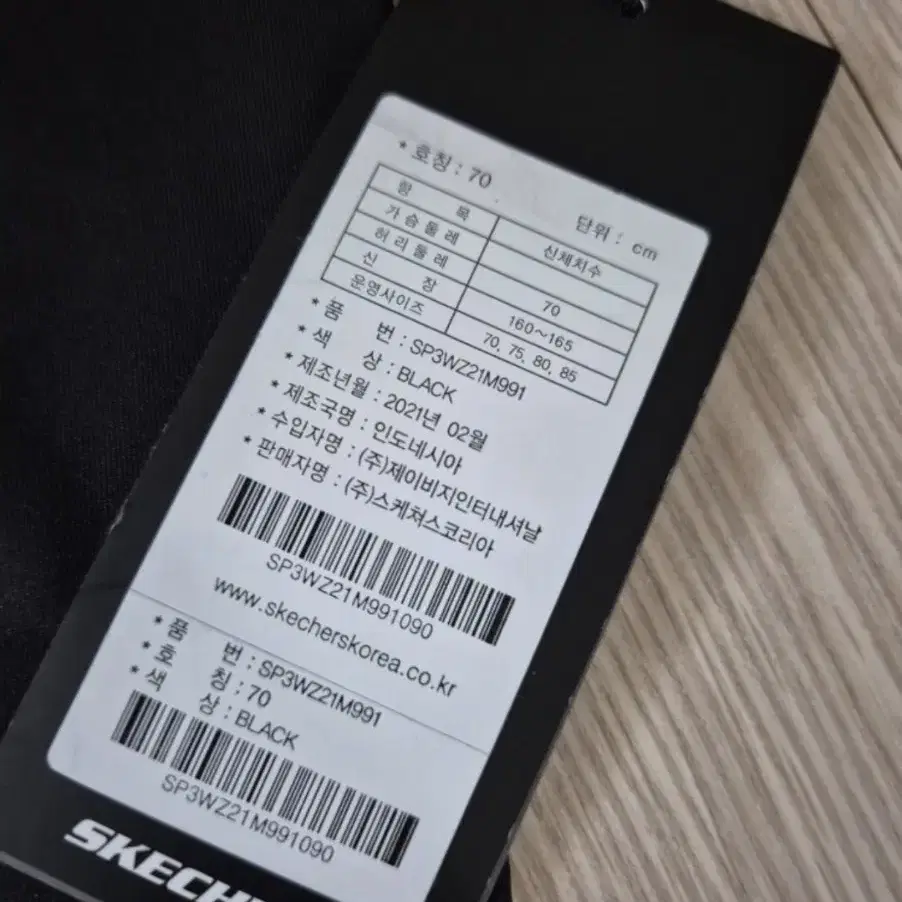 * 호칭 : 70
단위 : cm
항 목 신체치수
가슴둘레
허리둘레 70
신 장 160~165
운영사이즈 70, 75, 80, 85
* 품 번 : SP3WZ21M991
* 색 상 : BLACK
* 제조년월 : 2021년 02월
* 제조국명 : 인도네시아
* 수입자명 : (주)제이비지인터내셔날
* 판매자명 : (주)스케쳐스코리아
SP3WZ21M991090
www.skecherskorea.co.kr
* 품 번 : SP3WZ21M991
* 호 칭 : 70
* 색 상 : BLACK
SP3WZ21M991090
SKECHE